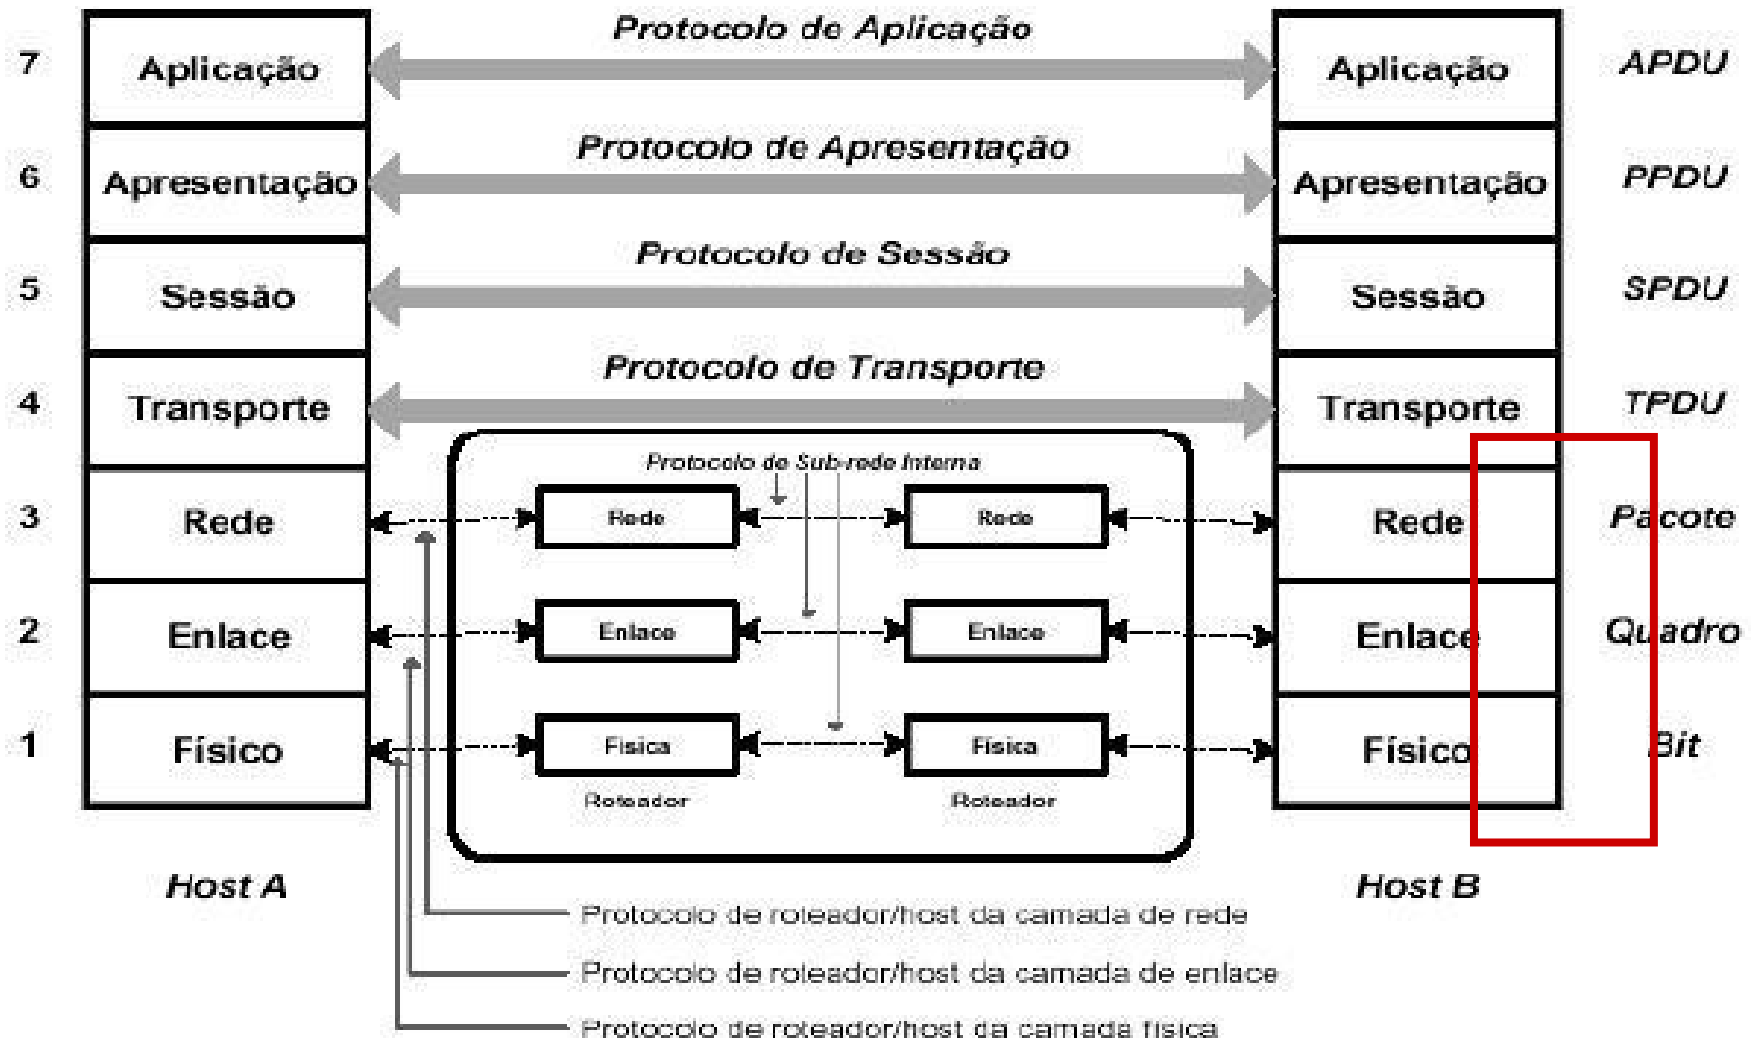 Protocolo de Aplicação
7 Aplicação Aplicação APDU
Protocolo de Apresentação
6 Apresentação Apresentação PPDU
Protocolo de Sessão
5 Sessão Sessão SPDU
Protocolo de Transporte
4 Transporte Transporte TPDU
Protocolo de Sub-rede Interna
3 Rede Rede Rede Rede Pacote
2 Enlace Enlace Enlace Enlace Quadro
1 Físico Física Física Físico Bit
Roteador Roteador
Host A Host B
Protocolo de roteador/host da camada de rede
Protocolo de roteador/host da camada de enlace
Protocolo de roteador/host da camada física